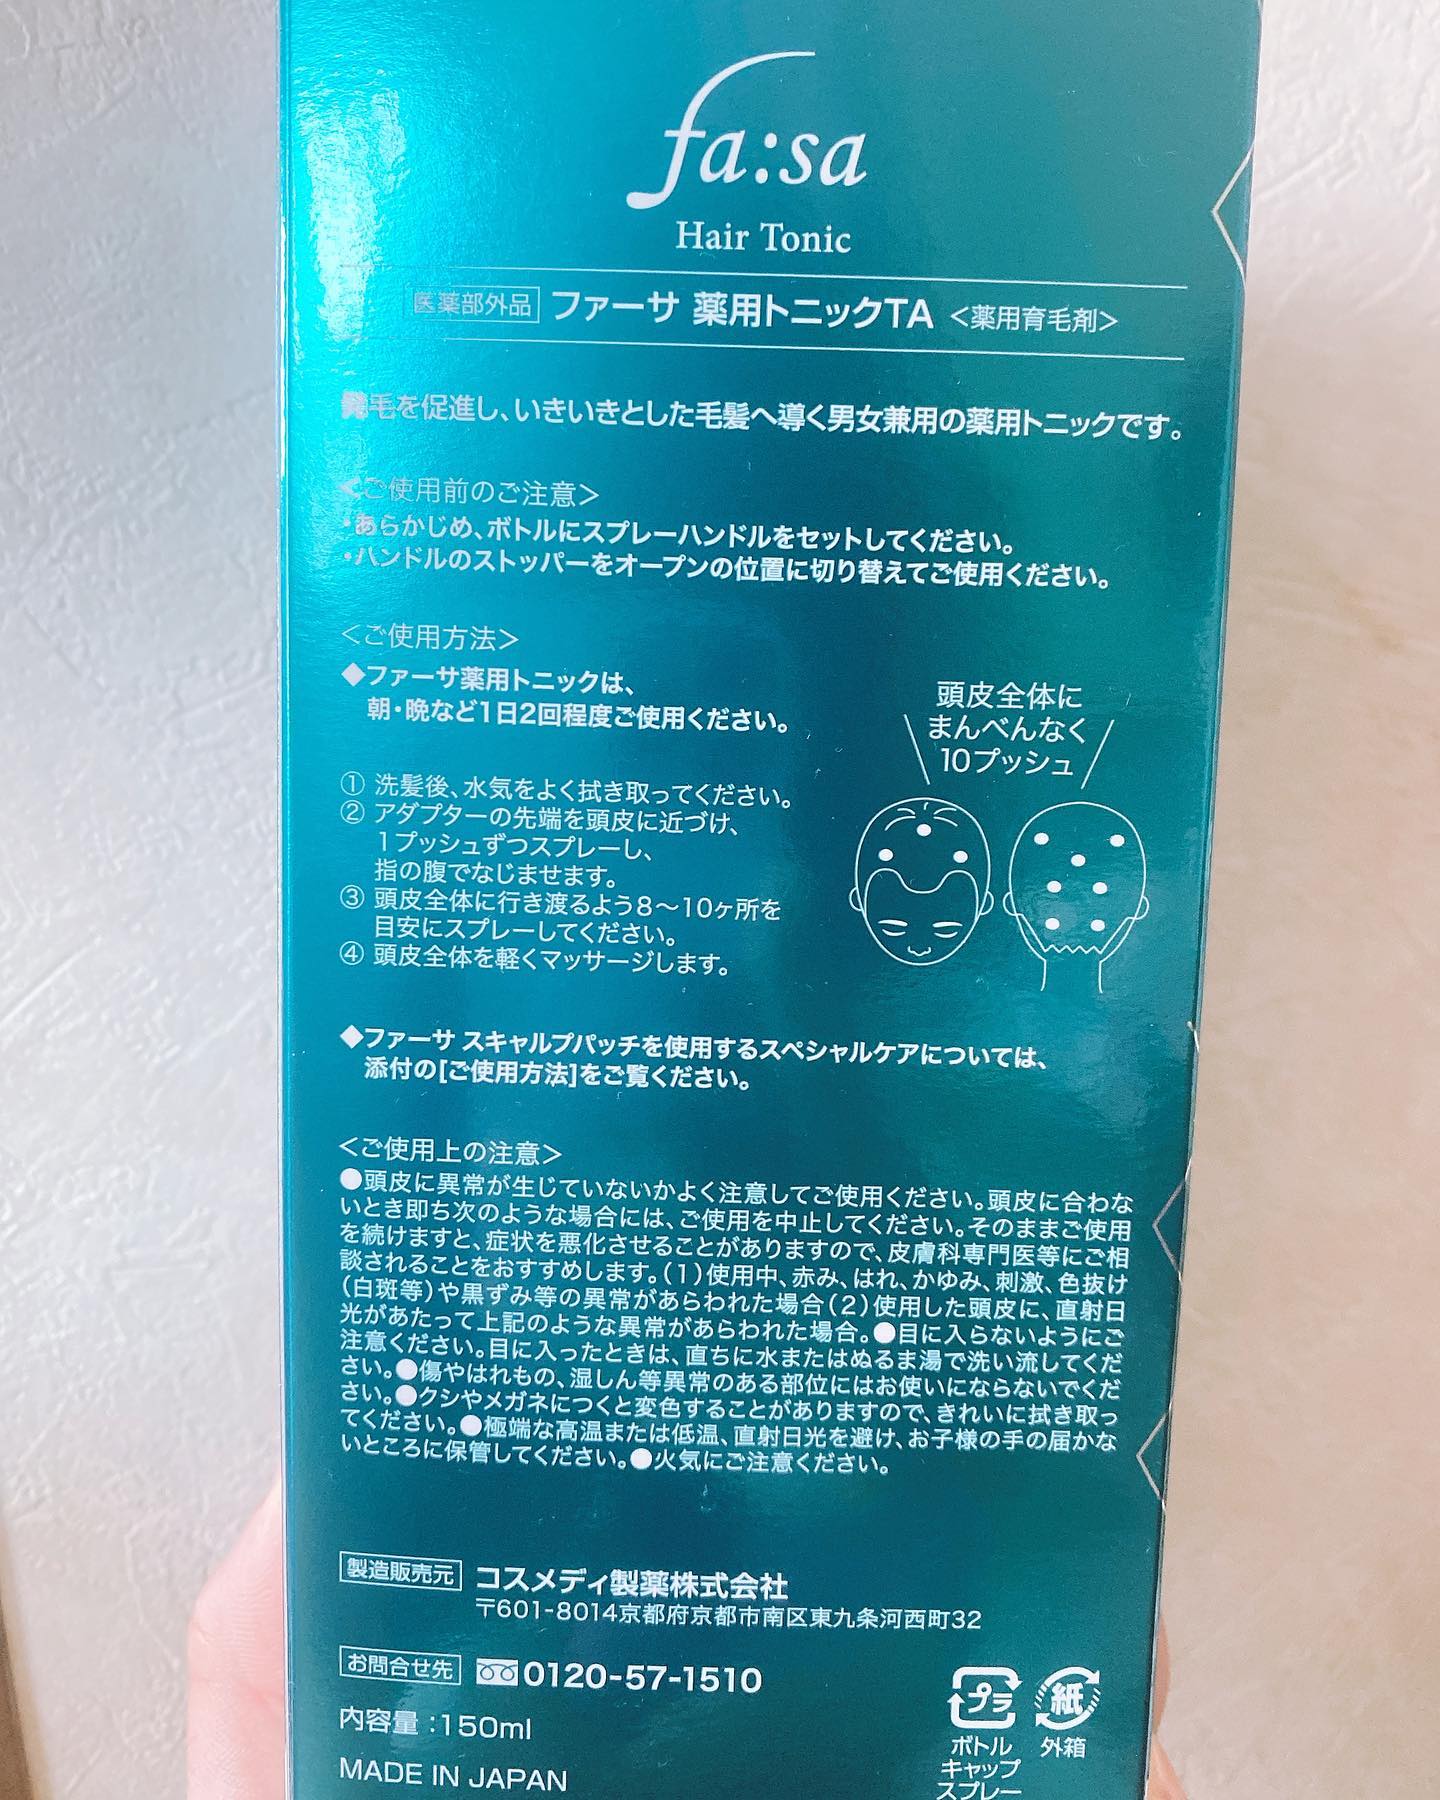 fa:sa
Hair Tonic
医薬部外品 ファーサ 薬用トニックTA <薬用育毛剤>
発毛を促進し、いきいきとした毛髪へ導く男女兼用の薬用トニックです。
<ご使用前のご注意>
・あらかじめ、ボトルにスプレーハンドルをセットしてください。
・ハンドルのストッパーをオープンの位置に切り替えてご使用ください。
<ご使用方法>
◆ファーサ薬用トニックは、
朝・晩など1日2回程度ご使用ください。
① 洗髪後、水気をよく拭き取ってください。
② アダプターの先端を頭皮に近づけ、
1プッシュずつスプレーし、
指の腹でなじませます。
③ 頭皮全体に行き渡るよう8〜10ヶ所を
目安にスプレーしてください。
④ 頭皮全体を軽くマッサージします。
頭皮全体に
まんべんなく
10プッシュ
◆ファーサ スキャルプパッチを使用するスペシャルケアについては、
添付の[ご使用方法]をご覧ください。
<ご使用上の注意>
●頭皮に異常が生じていないかよく注意してご使用ください。頭皮に合わな
いとき即ち次のような場合には、ご使用を中止してください。そのままご使用
を続けますと、症状を悪化させることがありますので、皮膚科専門医等にご相
談されることをおすすめします。(1)使用中、赤み、はれ、かゆみ、刺激、色抜け
(白斑等)や黒ずみ等の異常があらわれた場合(2)使用した頭皮に、直射日
光があたって上記のような異常があらわれた場合。●目に入らないようにご
注意ください。目に入ったときは、直ちに水またはぬるま湯で洗い流してくだ
さい。●傷やはれもの、湿しん等異常のある部位にはお使いにならないでくだ
さい。●クシやメガネにつくと変色することがありますので、きれいに拭き取っ
てください。●極端な高温または低温、直射日光を避け、お子様の手の届かな
いところに保管してください。●火気にご注意ください。
製造販売元 コスメディ製薬株式会社
〒601-8014京都府京都市南区東九条河西町32
お問合せ先 0120-57-1510
内容量：150ml
MADE IN JAPAN
プラ
ボトル
キャップ
スプレー
紙
外箱